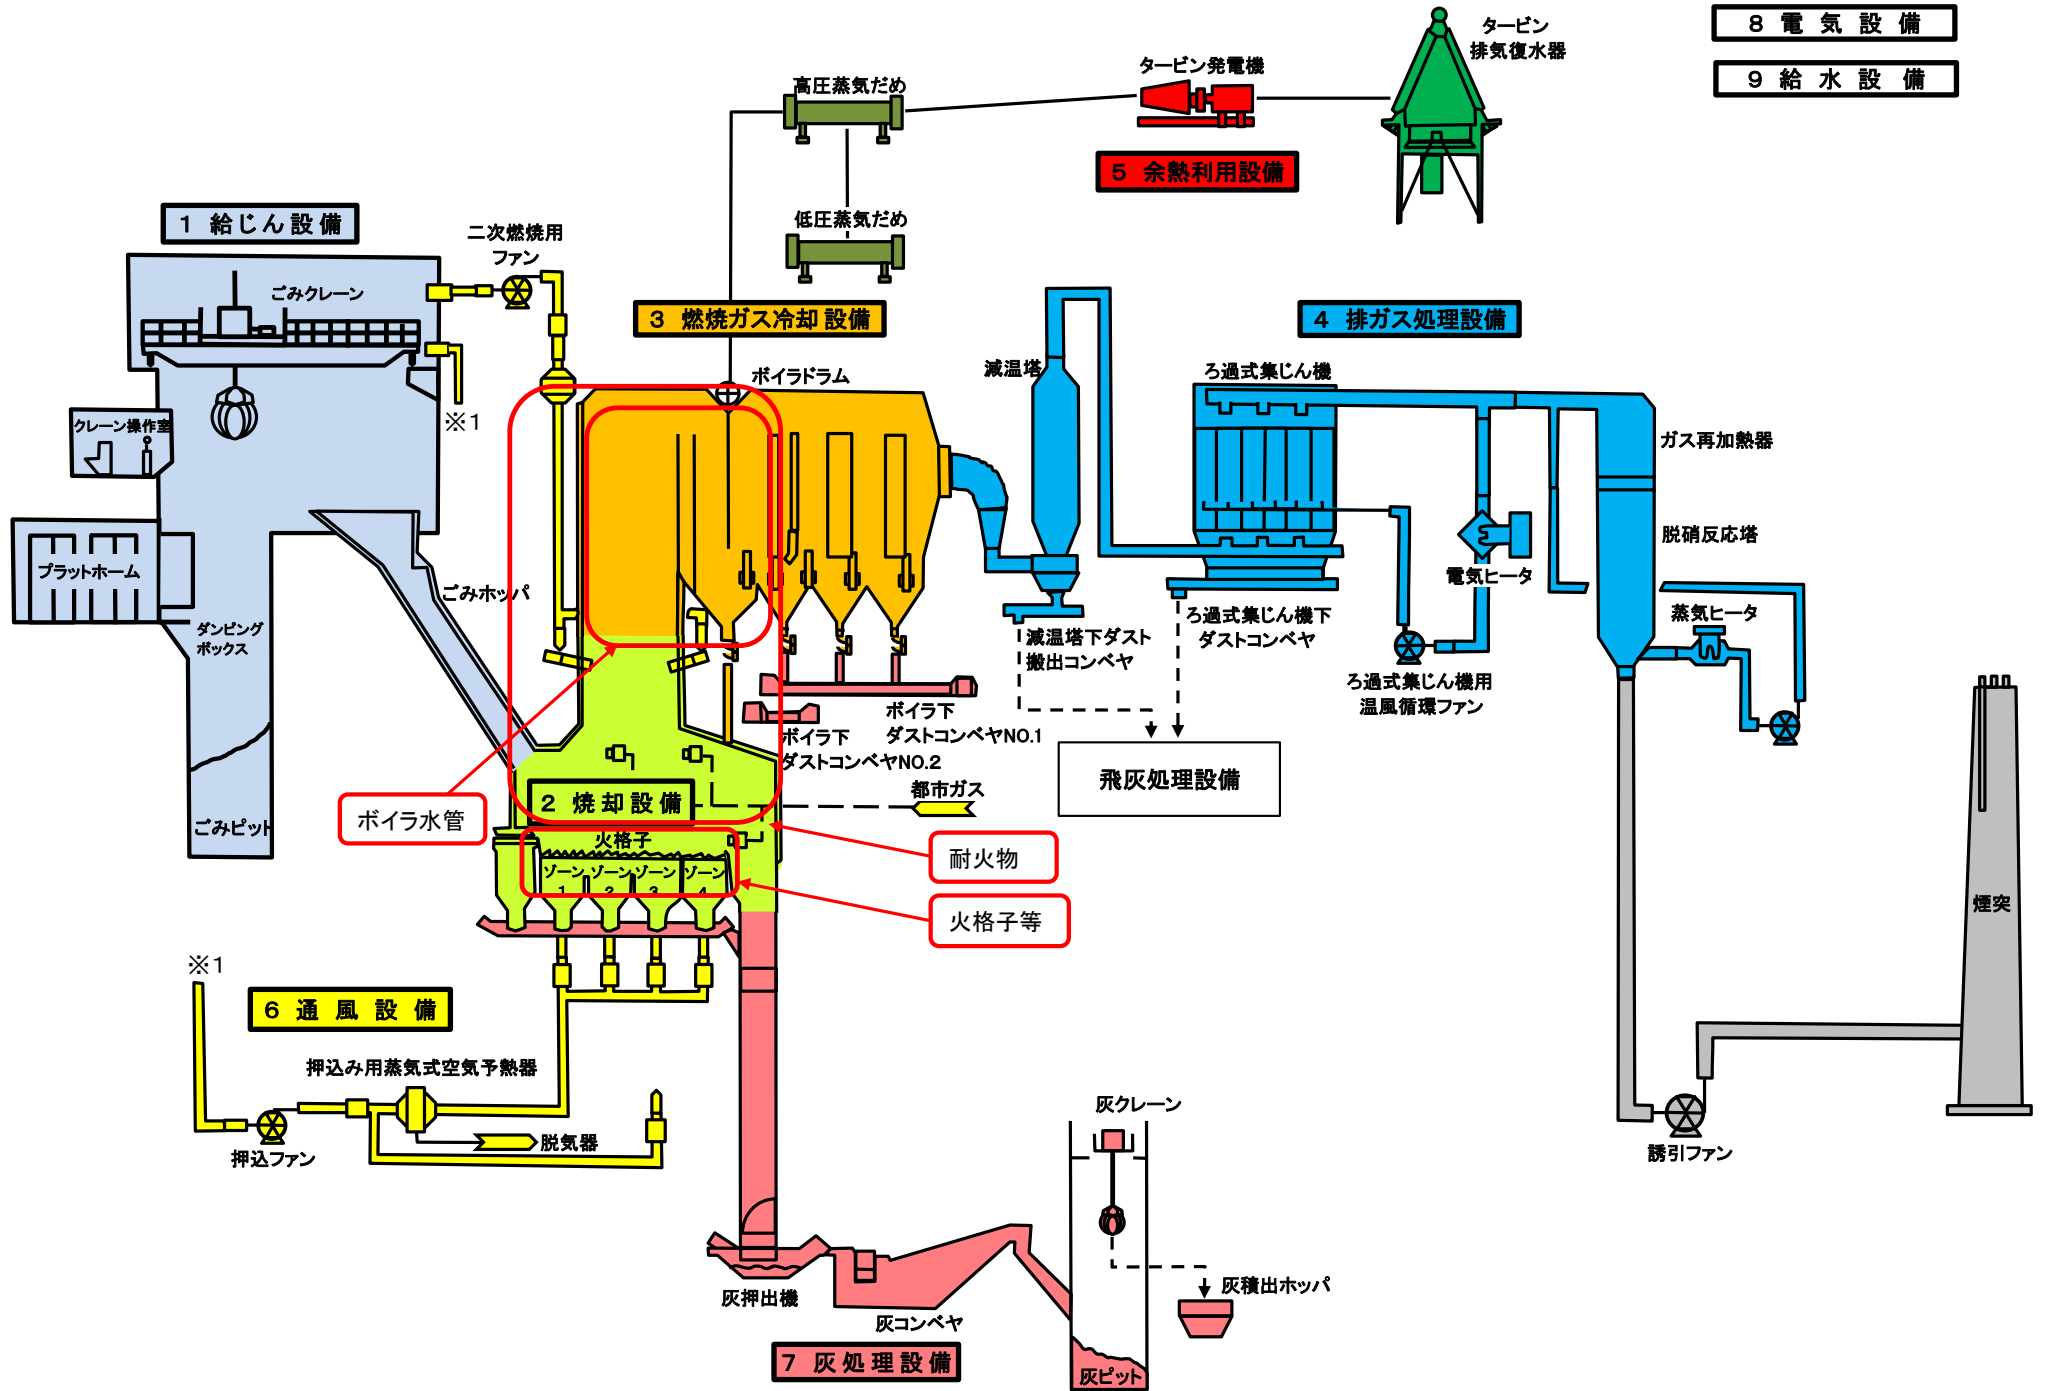 8 電気設備
9 給水設備
タービン
排気復水器
タービン発電機
高圧蒸気だめ
5 余熱利用設備
低圧蒸気だめ
1 給じん設備
二次燃焼用
ファン
ごみクレーン
3 燃焼ガス冷却設備
4 排ガス処理設備
ボイラドラム
減温塔
ろ過式集じん機
※1
クレーン操作室
ガス再加熱器
脱硝反応塔
プラットホーム
ごみホッパ
電気ヒータ
蒸気ヒータ
ダンピング
ボックス
減温塔下ダスト
搬出コンベヤ
ろ過式集じん機下
ダストコンベヤ
ろ過式集じん機用
温風循環ファン
ボイラ下
ダストコンベヤNO.1
ボイラ下
ダストコンベヤNO.2
飛灰処理設備
都市ガス
2 焼却設備
ボイラ水管
ごみピット
火格子
耐火物
ゾーン
1
ゾーン
2
ゾーン
3
ゾーン
4
火格子等
煙突
※1
6 通風設備
押込み用蒸気式空気予熱器
脱気器
押込ファン
灰クレーン
誘引ファン
灰押出機
灰コンベヤ
灰積出ホッパ
7 灰処理設備
灰ピット